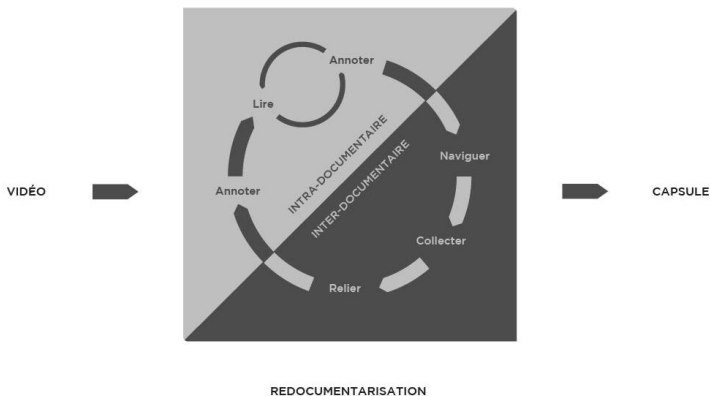 Annoter
Lire
Naviguer
INTRA-DOCUMENTAIRE
INTER-DOCUMENTAIRE
VIDÉO
Annoter
CAPSULE
Collecter
Relier
REDOCUMENTARISATION